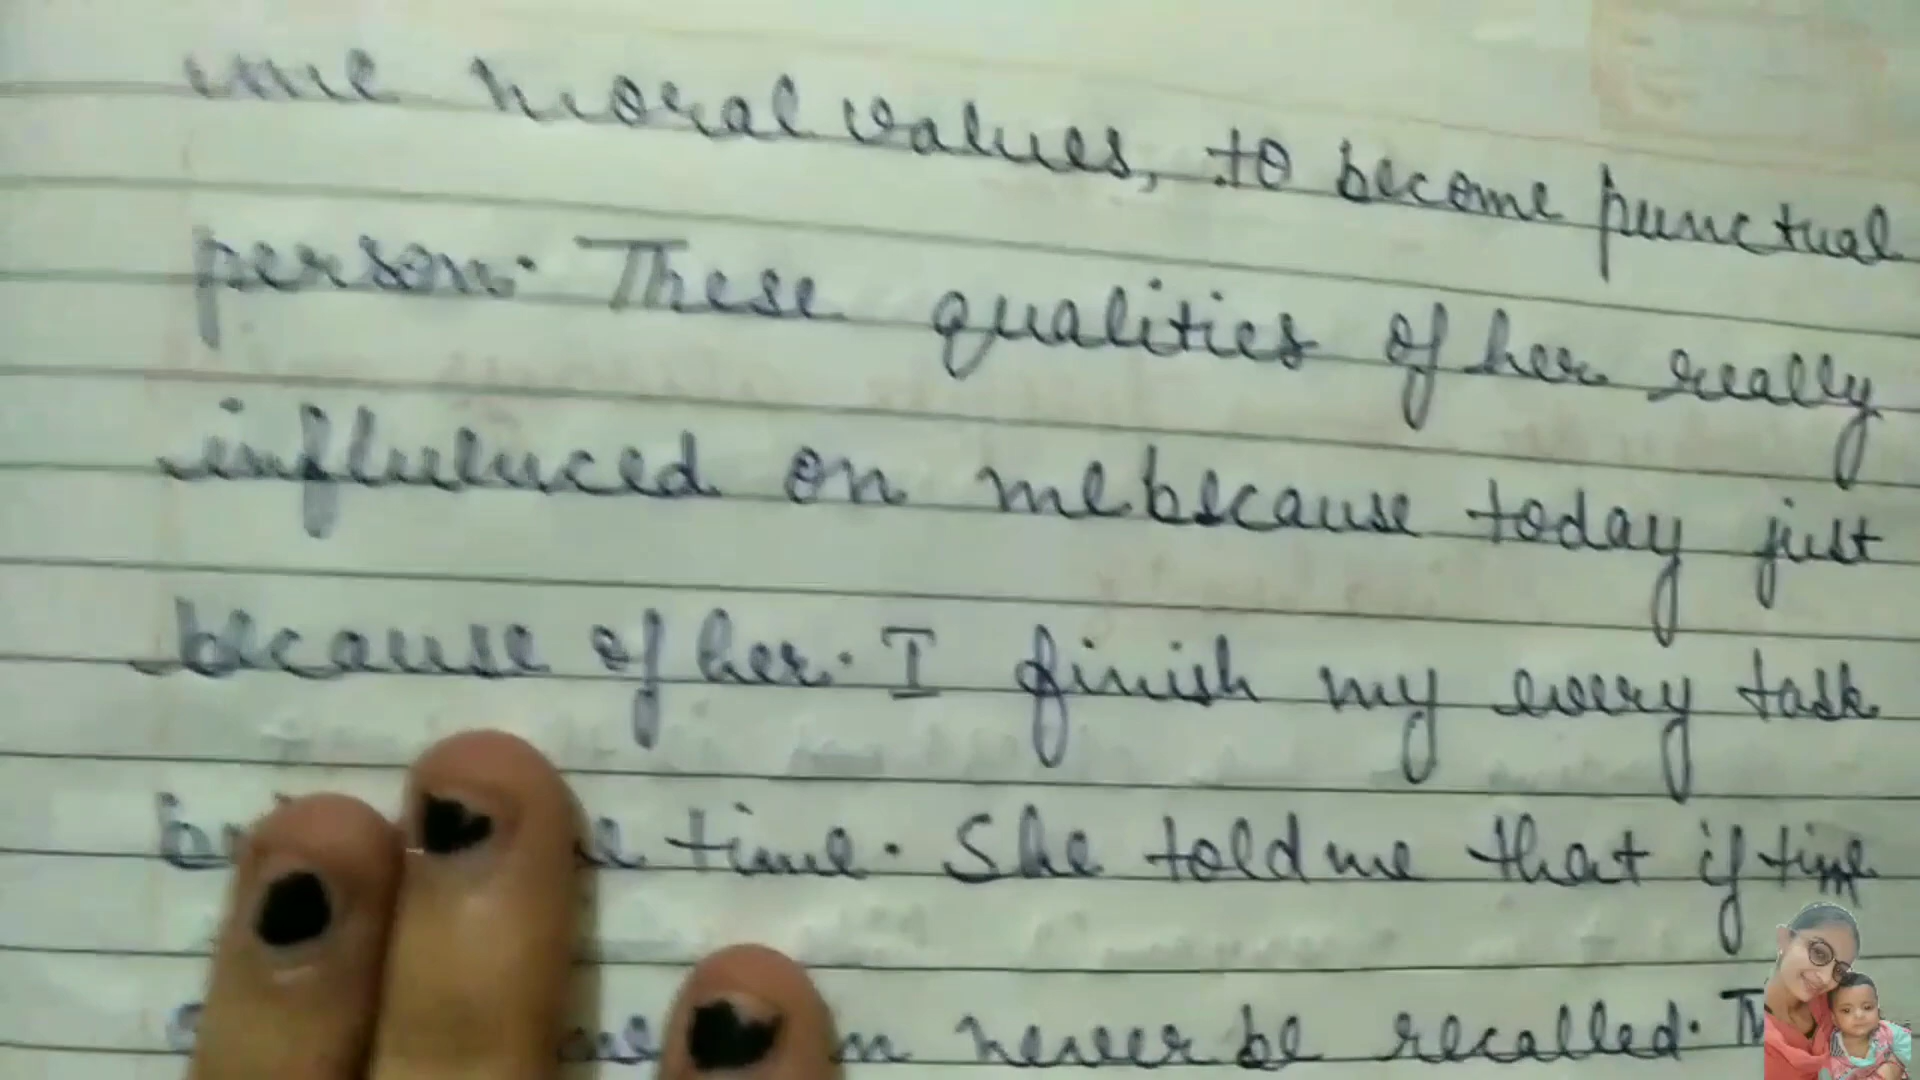 me moral values, to become punctual
person. These qualities of her really
influenced on me because today just
because of her. I finish my every task
time. She told me that if time
never be recalled.